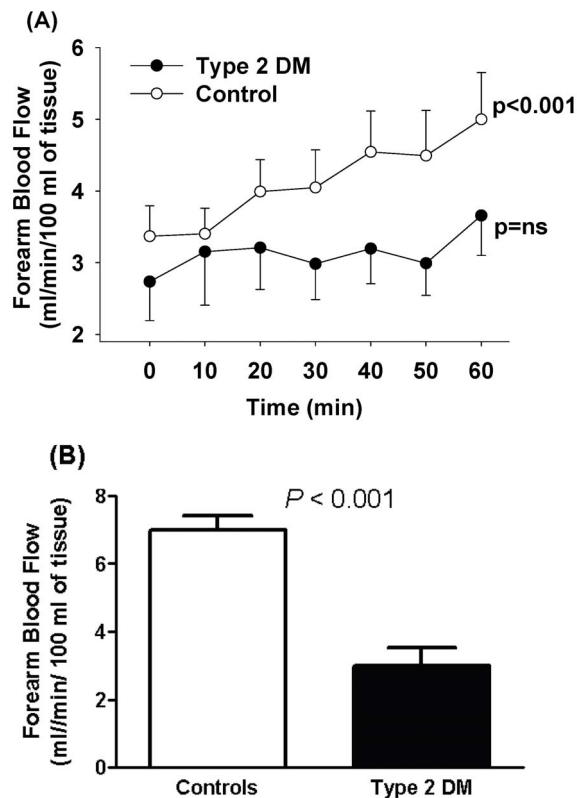 (A)
6
5
4
3
2
Forearm Blood Flow
(ml/min/100 ml of tissue)
Type 2 DM
Control
p<0.001
p=ns
0 10 20 30 40 50 60
Time (min)
(B)
8
6
4
2
0
Forearm Blood Flow
(ml//min/ 100 ml of tissue)
P < 0.001
Controls Type 2 DM